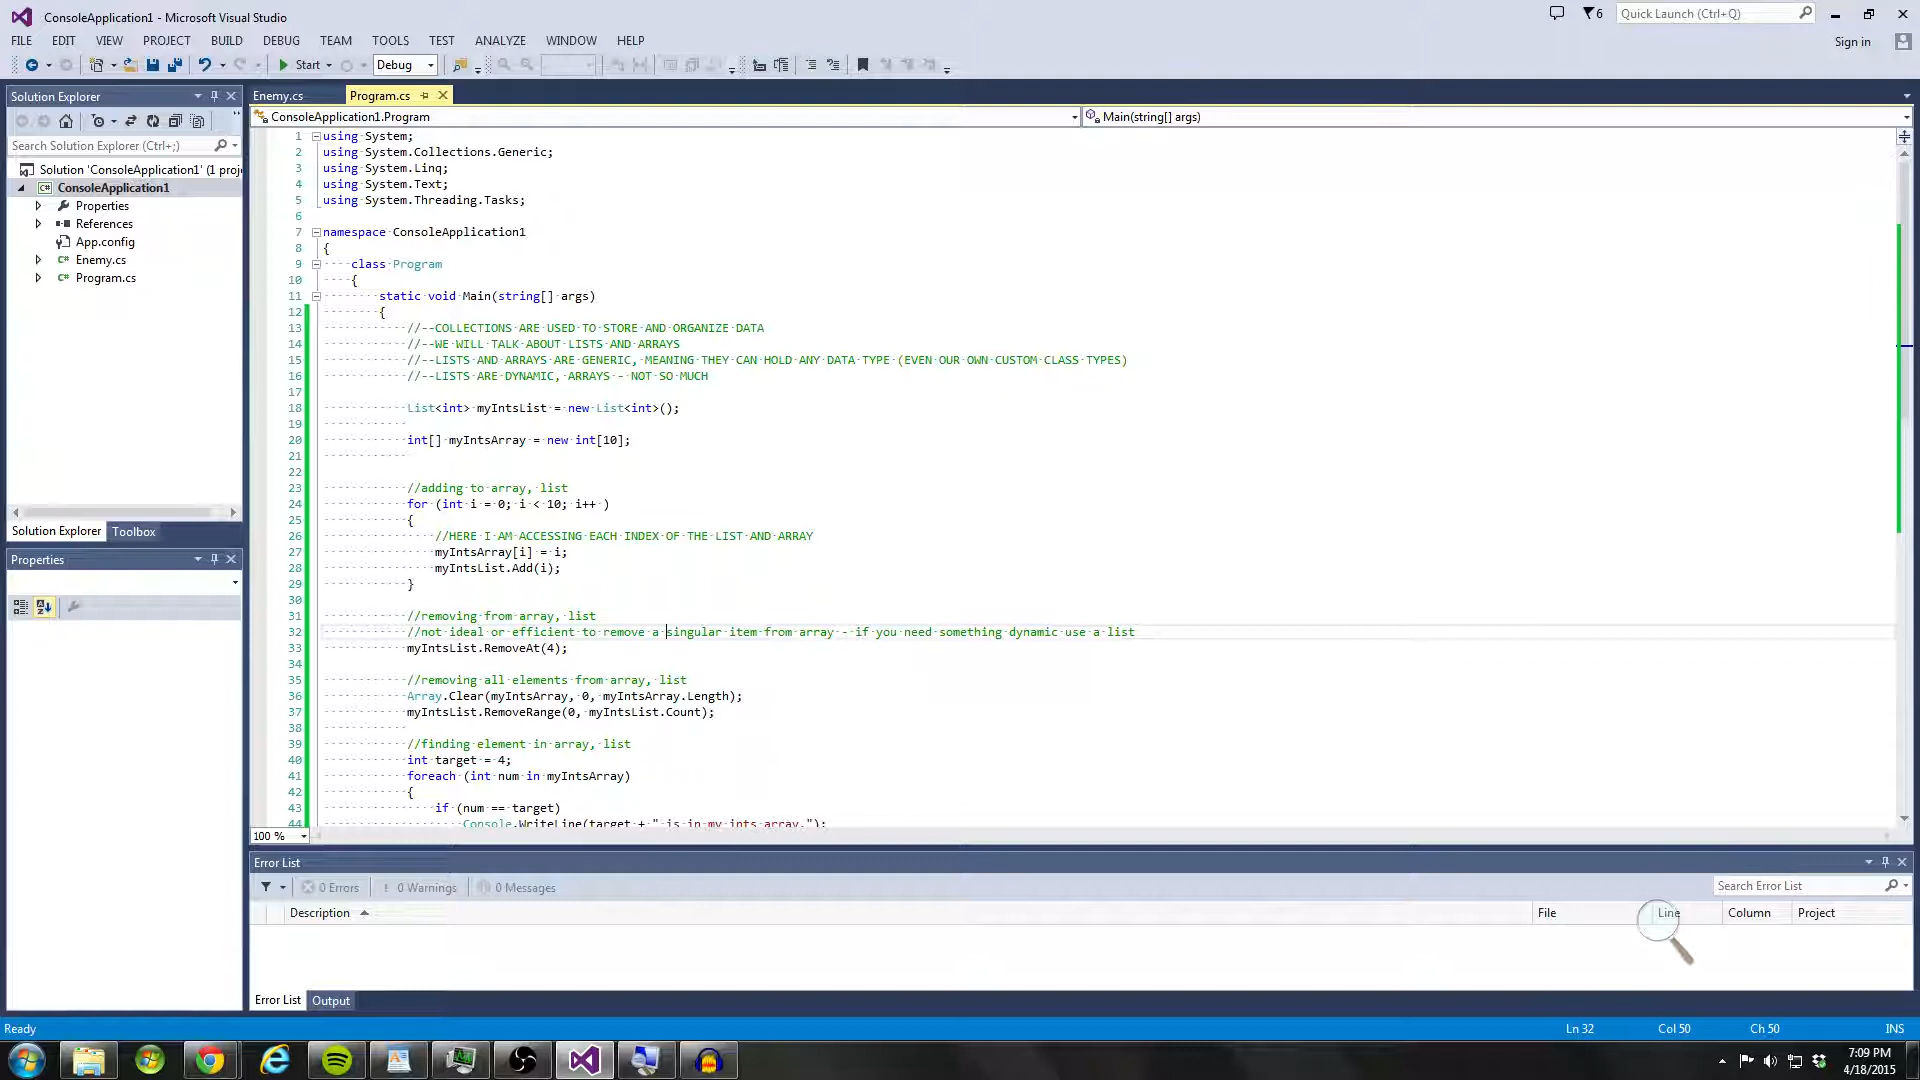 ConsoleApplication1 - Microsoft Visual Studio
6
Quick Launch (Ctrl+Q)
FILE EDIT VIEW PROJECT BUILD DEBUG TEAM TOOLS TEST ANALYZE WINDOW HELP
Sign in
Start
Debug
Solution Explorer
Search Solution Explorer (Ctrl+;)
Solution 'ConsoleApplication1' (1 proj
ConsoleApplication1
Properties
References
App.config
Enemy.cs
Program.cs
Solution Explorer Toolbox
Properties
Enemy.cs Program.cs
ConsoleApplication1.Program Main(string[] args)
1 using System;
2 using System.Collections.Generic;
3 using System.Linq;
4 using System.Text;
5 using System.Threading.Tasks;
6
7 namespace ConsoleApplication1
8 {
9 class Program
10 {
11 static void Main(string[] args)
12 {
13 //--COLLECTIONS ARE USED TO STORE AND ORGANIZE DATA
14 //--WE WILL TALK ABOUT LISTS AND ARRAYS
15 //--LISTS AND ARRAYS ARE GENERIC, MEANING THEY CAN HOLD ANY DATA TYPE (EVEN OUR OWN CUSTOM CLASS TYPES)
16 //--LISTS ARE DYNAMIC, ARRAYS - NOT SO MUCH
17
18 List<int> myIntsList = new List<int>();
19
20 int[] myIntsArray = new int[10];
21
22
23 //adding to array, list
24 for (int i = 0; i < 10; i++ )
25 {
26 //HERE I AM ACCESSING EACH INDEX OF THE LIST AND ARRAY
27 myIntsArray[i] = i;
28 myIntsList.Add(i);
29 }
30
31 //removing from array, list
32 //not ideal or efficient to remove a singular item from array - if you need something dynamic use a list
33 myIntsList.RemoveAt(4);
34
35 //removing all elements from array, list
36 Array.Clear(myIntsArray, 0, myIntsArray.Length);
37 myIntsList.RemoveRange(0, myIntsList.Count);
38
39 //finding element in array, list
40 int target = 4;
41 foreach (int num in myIntsArray)
42 {
43 if (num == target)
44 Console.WriteLine(target + " is in my ints array.");
100 %
Error List
0 Errors 0 Warnings 0 Messages
Search Error List
Description File Line Column Project
Error List Output
Ready Ln 32 Col 50 Ch 50 INS
7:09 PM
4/18/2015